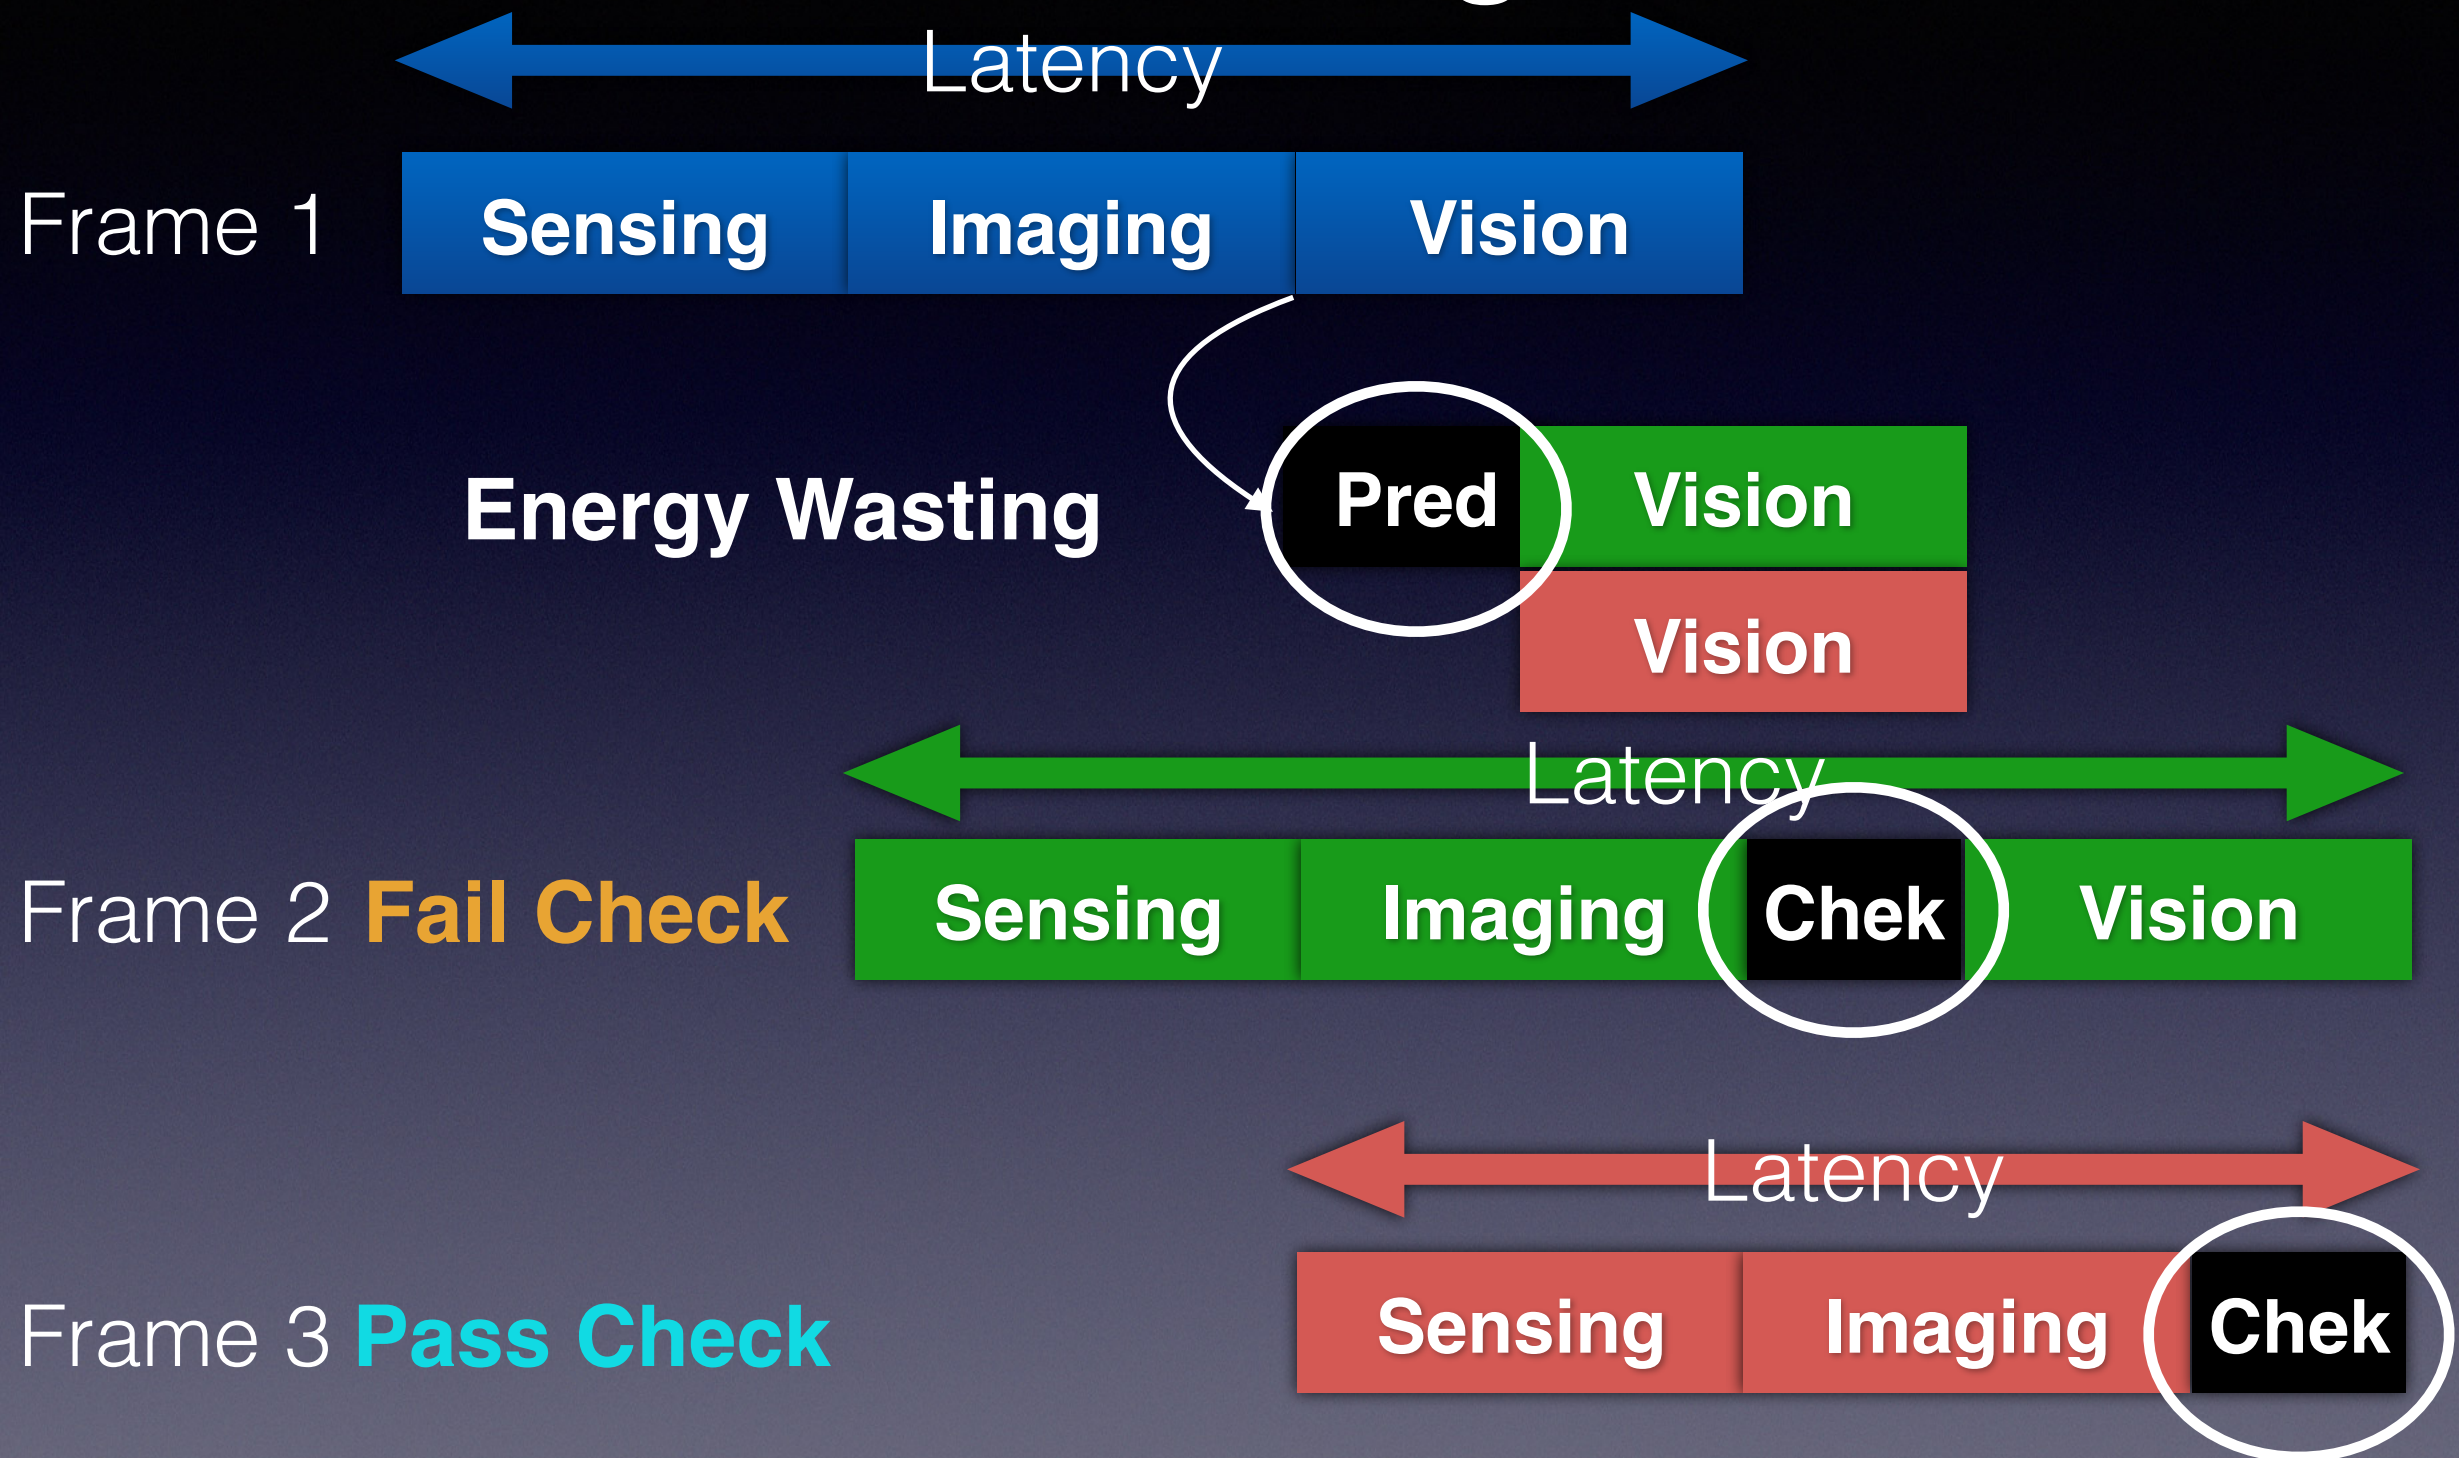 Latency
Frame 1 Sensing Imaging Vision
Energy Wasting Pred Vision
Vision
Latency
Frame 2 Fail Check Sensing Imaging Chek Vision
Latency
Frame 3 Pass Check Sensing Imaging Chek